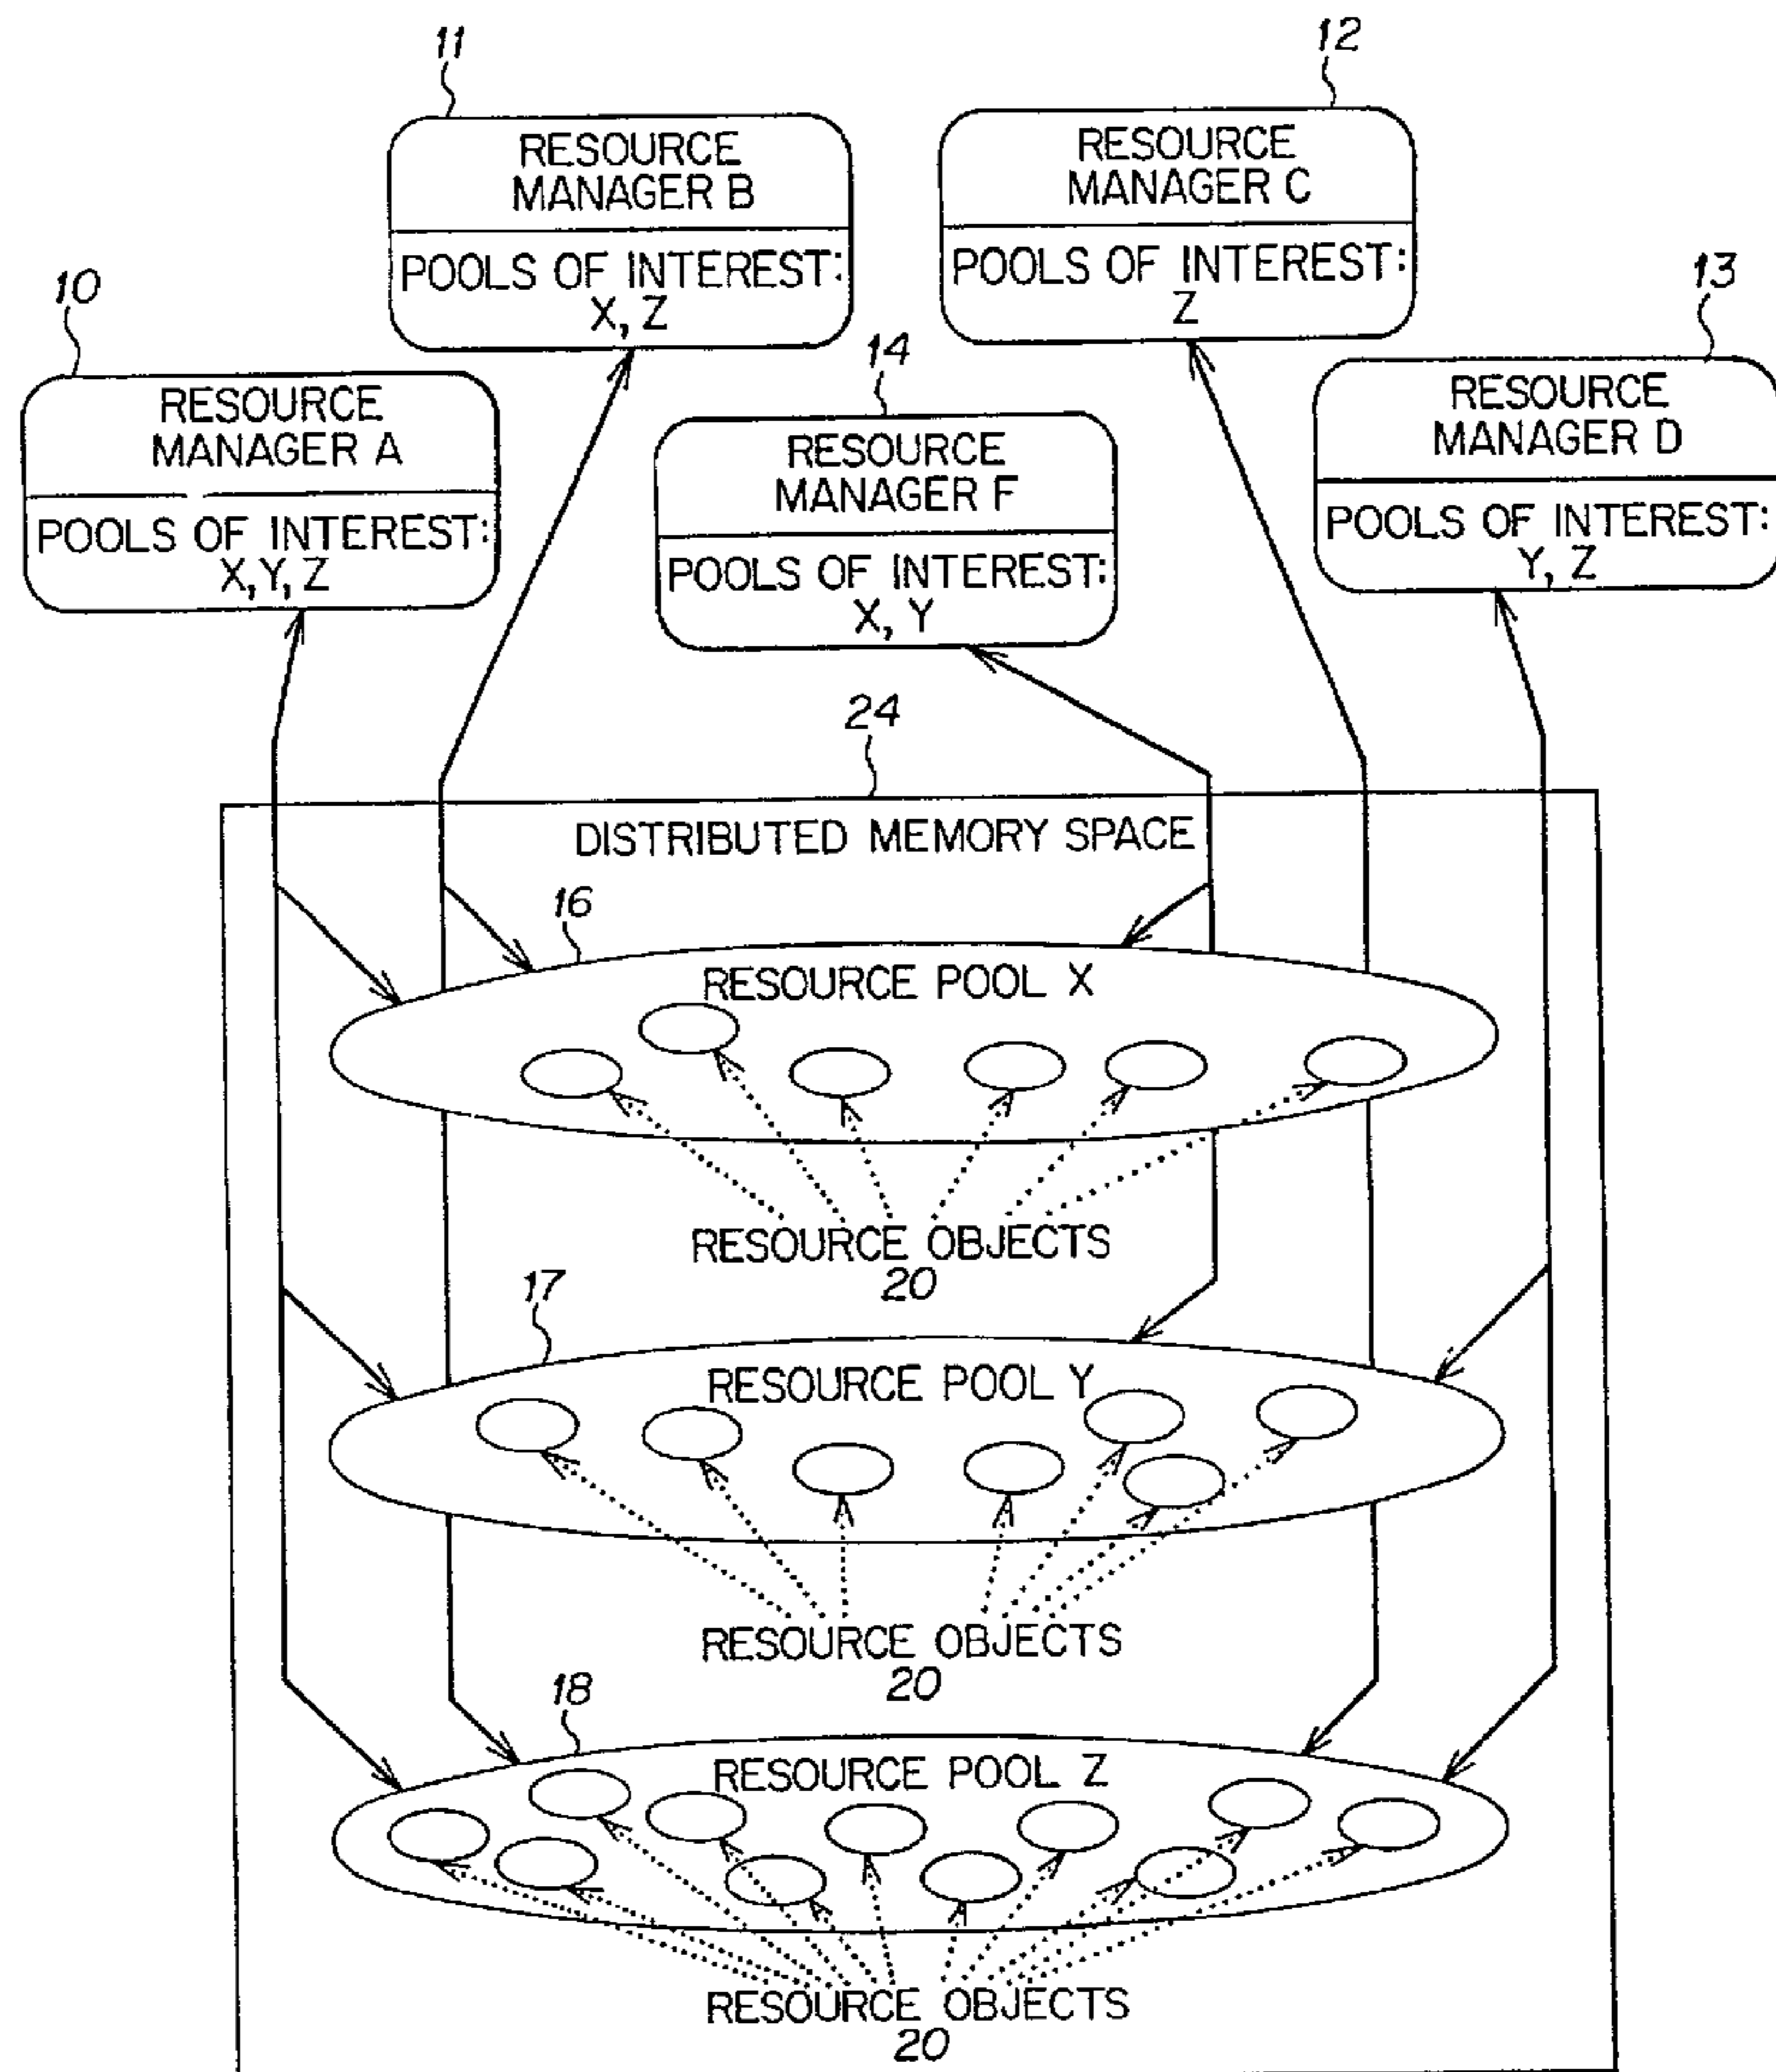 11
12
RESOURCE
MANAGER B
POOLS OF INTEREST:
X, Z
RESOURCE
MANAGER C
POOLS OF INTEREST:
Z
10
14
13
RESOURCE
MANAGER A
POOLS OF INTEREST:
X, Y, Z
RESOURCE
MANAGER F
POOLS OF INTEREST:
X, Y
RESOURCE
MANAGER D
POOLS OF INTEREST:
Y, Z
24
DISTRIBUTED MEMORY SPACE
16
RESOURCE POOL X
RESOURCE OBJECTS
20
17
RESOURCE POOL Y
RESOURCE OBJECTS
20
18
RESOURCE POOL Z
RESOURCE OBJECTS
20